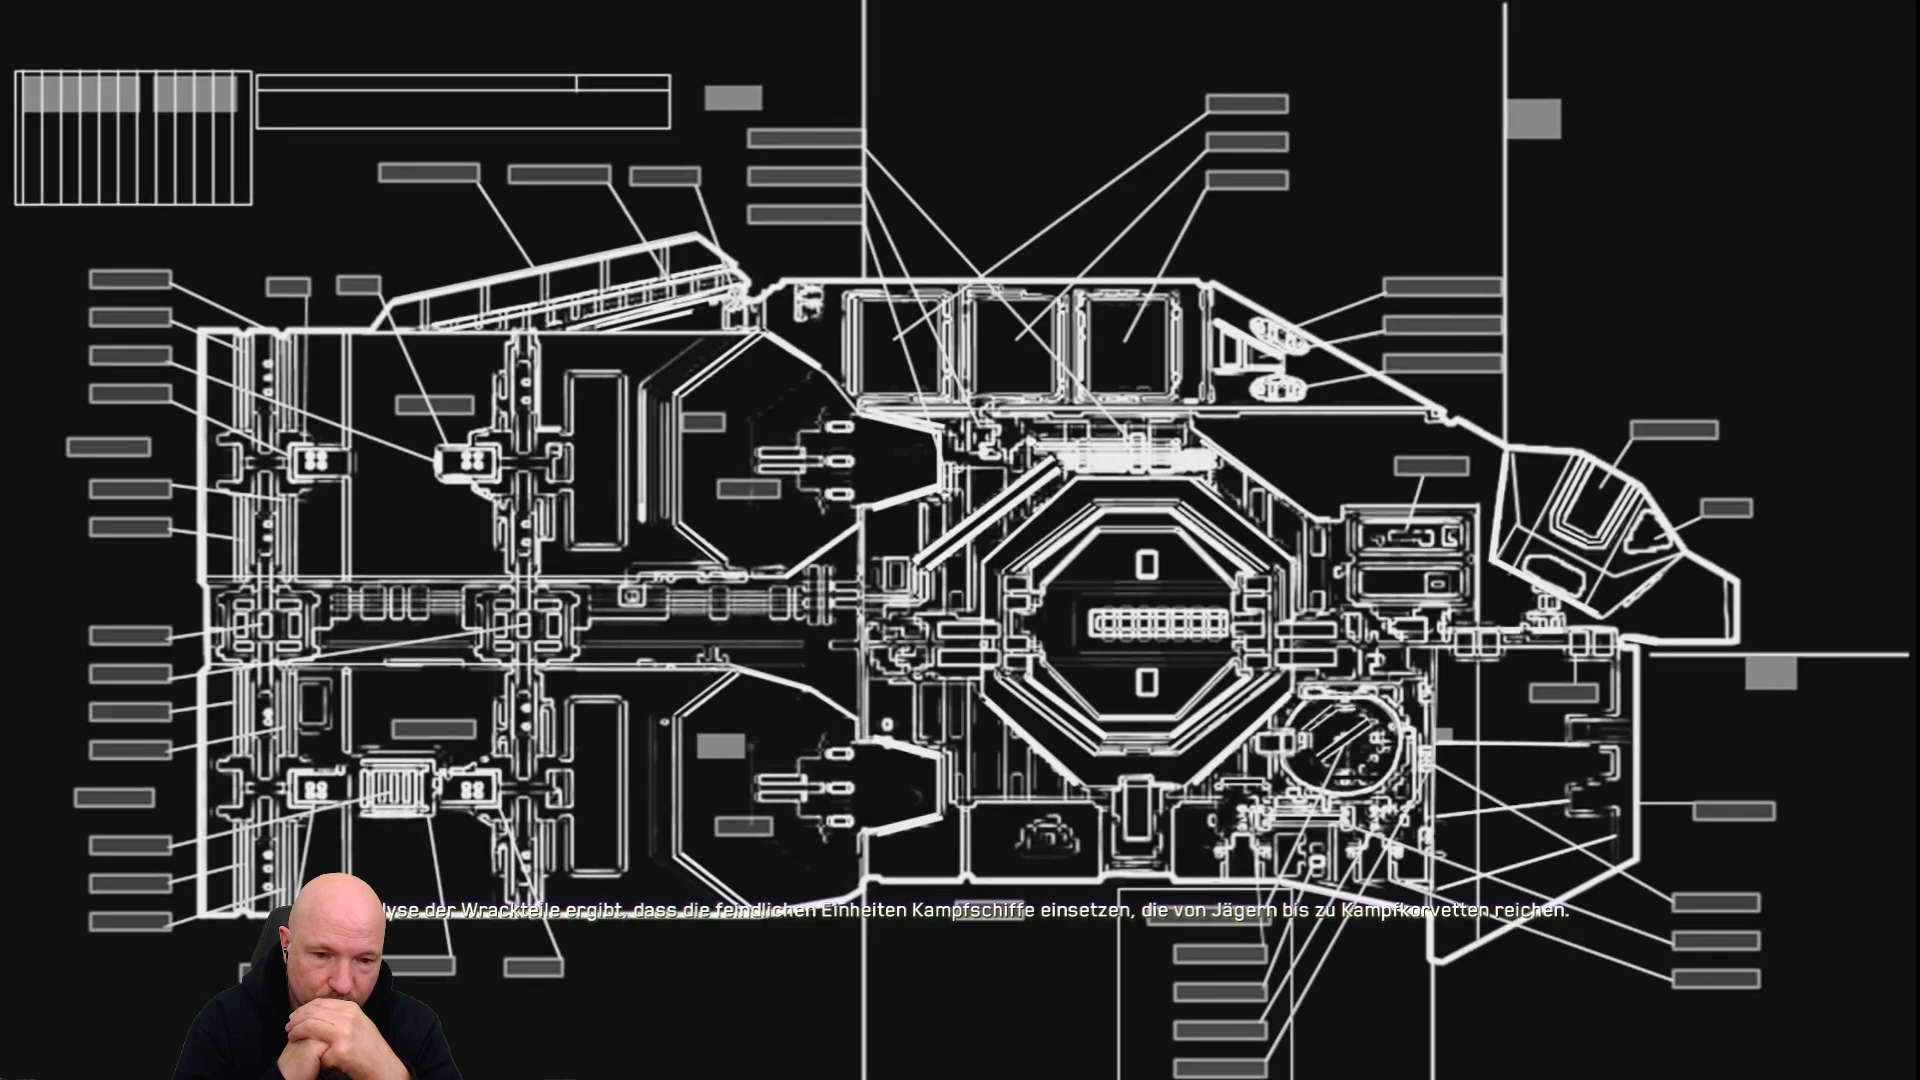 lyse der Wrackteile ergibt, dass die feindlichen Einheiten Kampfschiffe einsetzen, die von Jägern bis zu Kampfkorvetten reichen.